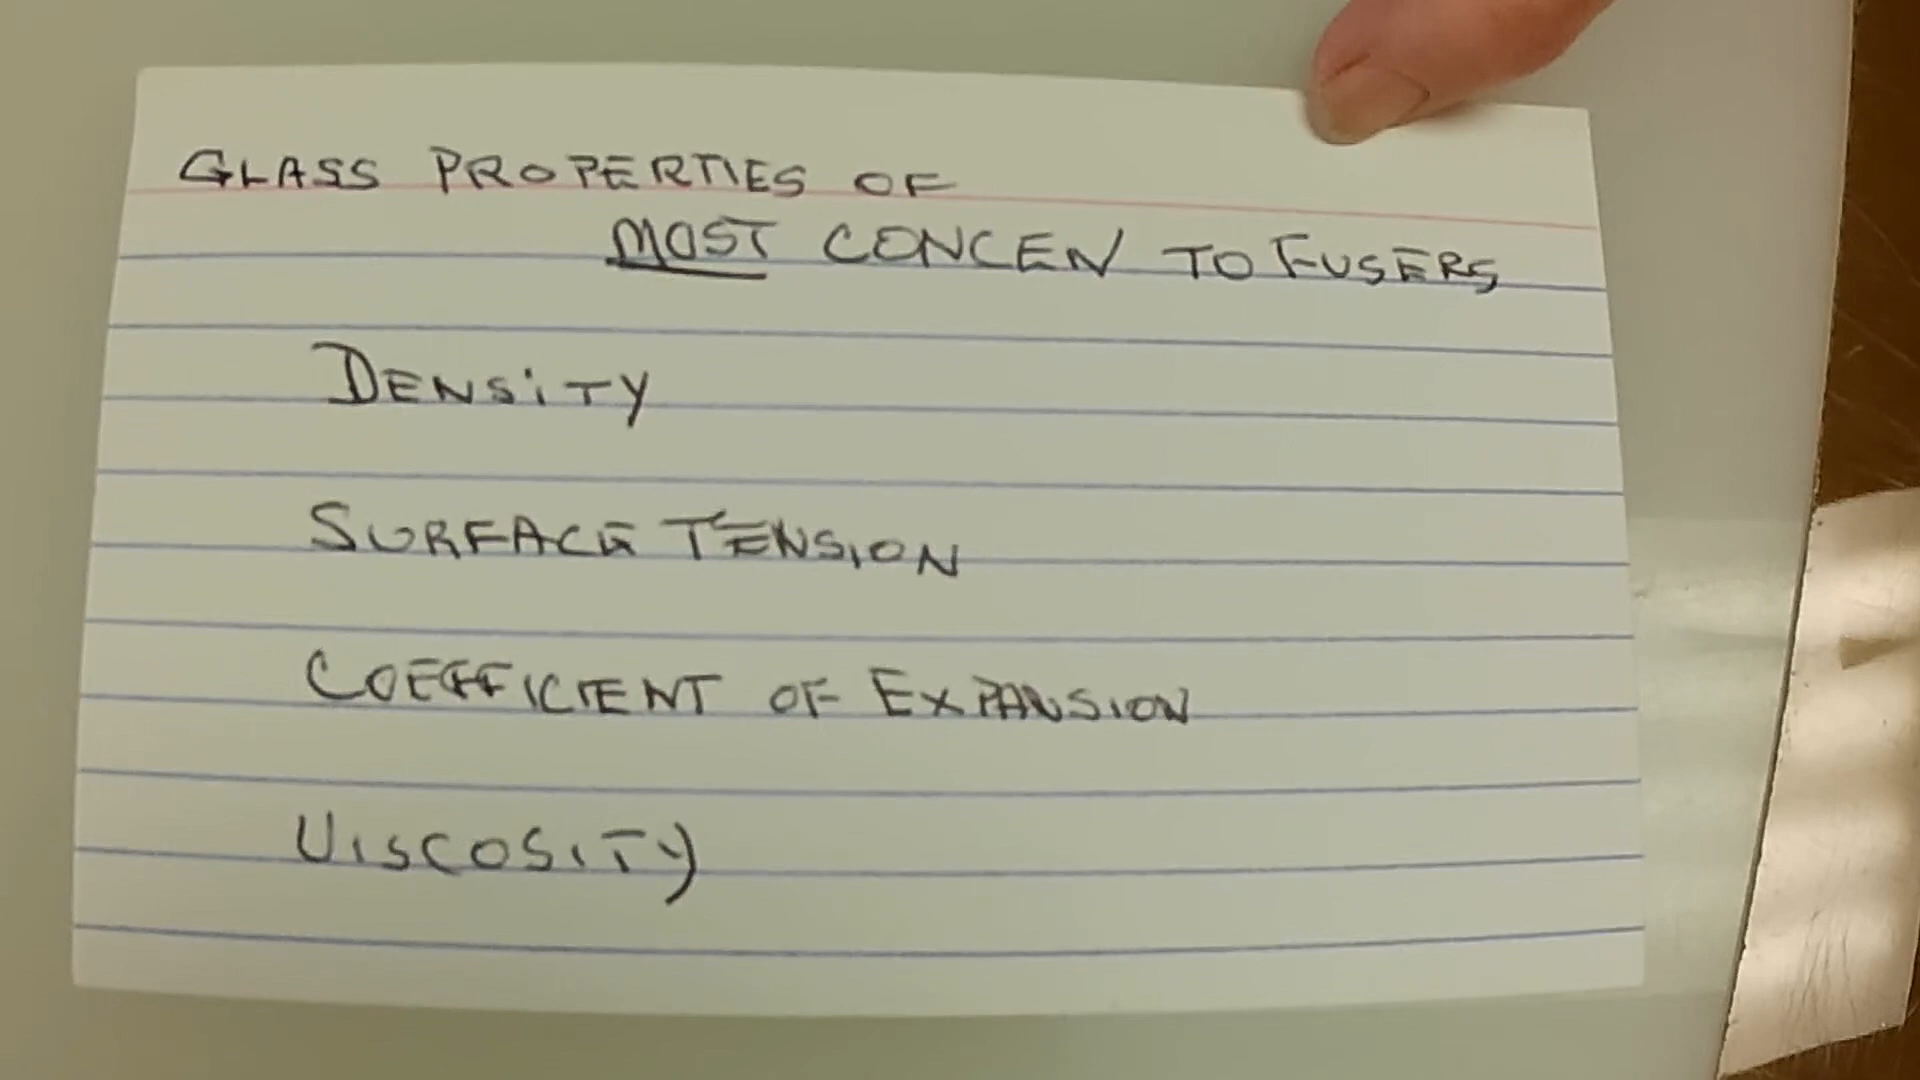 GLASS PROPERTIES OF
MOST CONCEN TO FUSERS
DENSiTY
SURFACE TENSION
COEFFICIENT OF EXPANSION
VISCOSITY